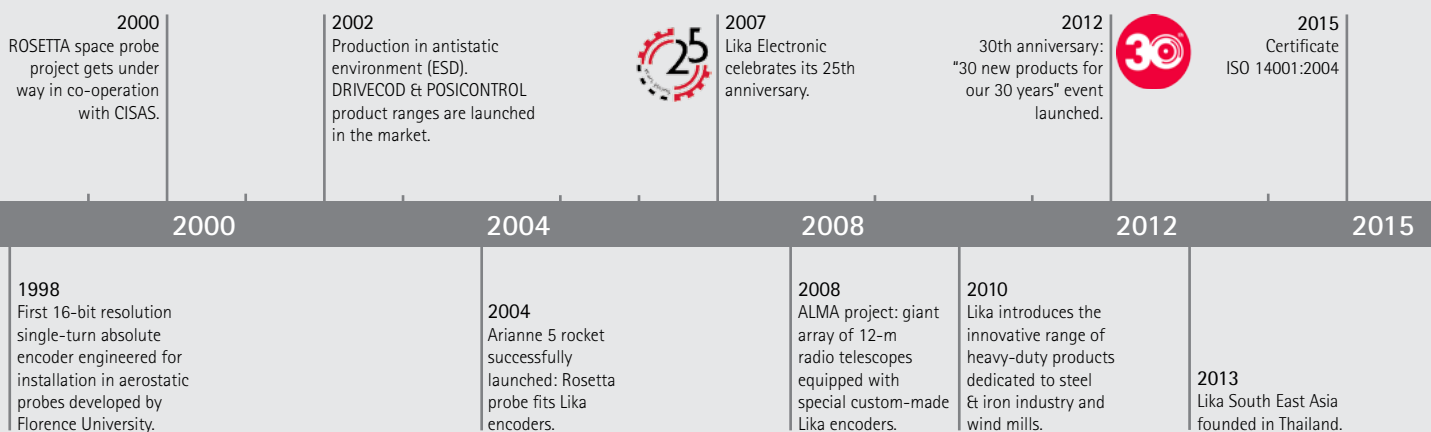 2000
ROSETTA space probe
project gets under
way in co-operation
with CISAS.
2002
Production in antistatic
environment (ESD).
DRIVECOD & POSICONTROL
product ranges are launched
in the market.
25
2007
Lika Electronic
celebrates its 25th
anniversary.
2012
30th anniversary:
"30 new products for
our 30 years" event
launched.
30
2015
Certificate
ISO 14001:2004
2000
2004
2008
2012
2015
1998
First 16-bit resolution
single-turn absolute
encoder engineered for
installation in aerostatic
probes developed by
Florence University.
2004
Arianne 5 rocket
successfully
launched: Rosetta
probe fits Lika
encoders.
2008
ALMA project: giant
array of 12-m
radio telescopes
equipped with
special custom-made
Lika encoders.
2010
Lika introduces the
innovative range of
heavy-duty products
dedicated to steel
& iron industry and
wind mills.
2013
Lika South East Asia
founded in Thailand.